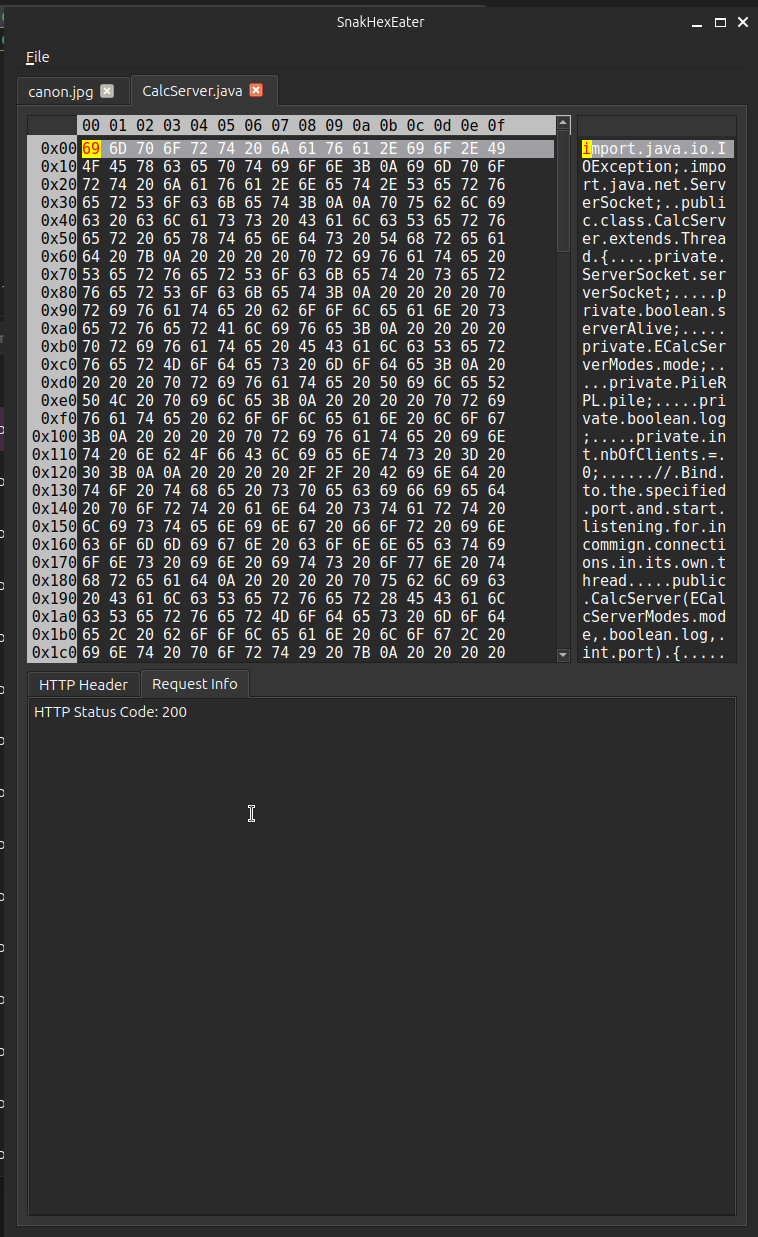 SnakHexEater
File
canon.jpg CalcServer.java
00 01 02 03 04 05 06 07 08 09 0a 0b 0c 0d 0e 0f
0x00 69 6D 70 6F 72 74 20 6A 61 76 61 2E 69 6F 2E 49 import.java.io.I
0x10 4F 45 78 63 65 70 74 69 6F 6E 3B 0A 69 6D 70 6F OException;.impo
0x20 72 74 20 6A 61 76 61 2E 6E 65 74 2E 53 65 72 76 rt.java.net.Serv
0x30 65 72 53 6F 63 6B 65 74 3B 0A 0A 70 75 62 6C 69 erSocket;..publi
0x40 63 20 63 6C 61 73 73 20 43 61 6C 63 53 65 72 76 c.class.CalcServ
0x50 65 72 20 65 78 74 65 6E 64 73 20 54 68 72 65 61 er.extends.Threa
0x60 64 20 7B 0A 20 20 20 20 70 72 69 76 61 74 65 20 d.{.....private.
0x70 53 65 72 76 65 72 53 6F 63 6B 65 74 20 73 65 72 ServerSocket.ser
0x80 76 65 72 53 6F 63 6B 65 74 3B 0A 20 20 20 20 70 verSocket;.....p
0x90 72 69 76 61 74 65 20 62 6F 6F 6C 65 61 6E 20 73 rivate.boolean.s
0xa0 65 72 76 65 72 41 6C 69 76 65 3B 0A 20 20 20 20 erverAlive;.....
0xb0 70 72 69 76 61 74 65 20 45 43 61 6C 63 53 65 72 private.ECalcSer
0xc0 76 65 72 4D 6F 64 65 73 20 6D 6F 64 65 3B 0A 20 verModes.mode;..
0xd0 20 20 20 70 72 69 76 61 74 65 20 50 69 6C 65 52 ...private.PileR
0xe0 50 4C 20 70 69 6C 65 3B 0A 20 20 20 20 70 72 69 PL.pile;.....pri
0xf0 76 61 74 65 20 62 6F 6F 6C 65 61 6E 20 6C 6F 67 vate.boolean.log
0x100 3B 0A 20 20 20 20 70 72 69 76 61 74 65 20 69 6E ;.....private.in
0x110 74 20 6E 62 4F 66 43 6C 69 65 6E 74 73 20 3D 20 t.nbOfClients.=.
0x120 30 3B 0A 0A 20 20 20 20 2F 2F 20 42 69 6E 64 20 0;......//.Bind.
0x130 74 6F 20 74 68 65 20 73 70 65 63 69 66 69 65 64 to.the.specified
0x140 20 70 6F 72 74 20 61 6E 64 20 73 74 61 72 74 20 .port.and.start.
0x150 6C 69 73 74 65 6E 69 6E 67 20 66 6F 72 20 69 6E listening.for.in
0x160 63 6F 6D 6D 69 67 6E 20 63 6F 6E 6E 65 63 74 69 commign.connecti
0x170 6F 6E 73 20 69 6E 20 69 74 73 20 6F 77 6E 20 74 ons.in.its.own.t
0x180 68 72 65 61 64 0A 20 20 20 20 70 75 62 6C 69 63 hread.....public
0x190 20 43 61 6C 63 53 65 72 76 65 72 28 45 43 61 6C .CalcServer(ECal
0x1a0 63 53 65 72 76 65 72 4D 6F 64 65 73 20 6D 6F 64 cServerModes.mod
0x1b0 65 2C 20 62 6F 6F 6C 65 61 6E 20 6C 6F 67 2C 20 e,.boolean.log,.
0x1c0 69 6E 74 20 70 6F 72 74 29 20 7B 0A 20 20 20 20 int.port).{.....
HTTP Header Request Info
HTTP Status Code: 200